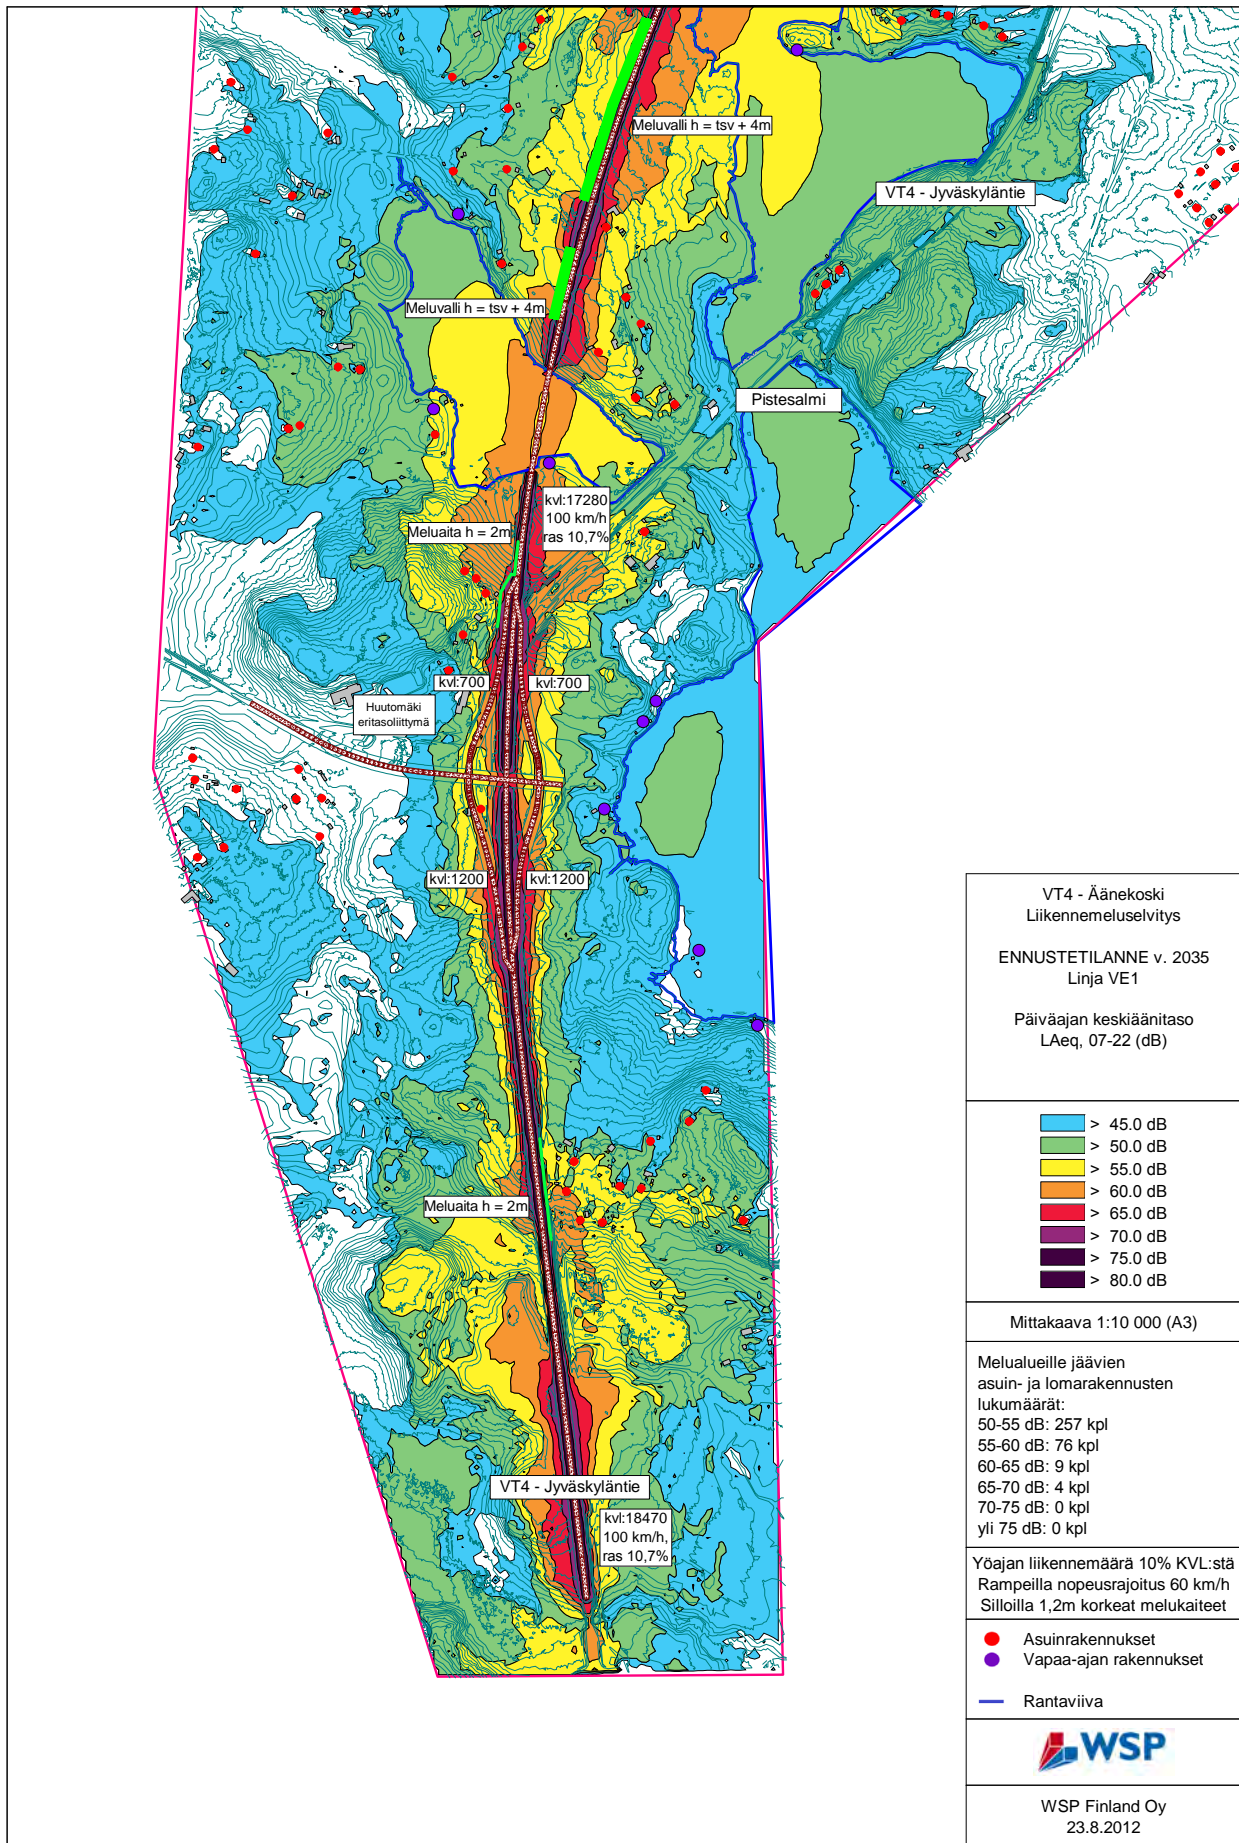 Meluvalli h = tsv + 4m
VT4 - Jyväskyläntie
Meluvalli h = tsv + 4m
Pistesalmi
kvl:17280
100 km/h
ras 10,7%
Meluaita h = 2m
kvl:700
kvl:700
Huutomäki
eritasoliittymä
kvl:1200
kvl:1200
Meluaita h = 2m
VT4 - Jyväskyläntie
kvl:18470
100 km/h,
ras 10,7%
VT4 - Äänekoski
Liikennemeluselvitys
ENNUSTETILANNE v. 2035
Linja VE1
Päiväajan keskiäänitaso
LAeq, 07-22 (dB)
> 45.0 dB
> 50.0 dB
> 55.0 dB
> 60.0 dB
> 65.0 dB
> 70.0 dB
> 75.0 dB
> 80.0 dB
Mittakaava 1:10 000 (A3)
Melualueille jäävien
asuin- ja lomarakennusten
lukumäärät:
50-55 dB: 257 kpl
55-60 dB: 76 kpl
60-65 dB: 9 kpl
65-70 dB: 4 kpl
70-75 dB: 0 kpl
yli 75 dB: 0 kpl
Yöajan liikennemäärä 10% KVL:stä
Rampeilla nopeusrajoitus 60 km/h
Silloilla 1,2m korkeat melukaiteet
Asuinrakennukset
Vapaa-ajan rakennukset
Rantaviiva
WSP
WSP Finland Oy
23.8.2012